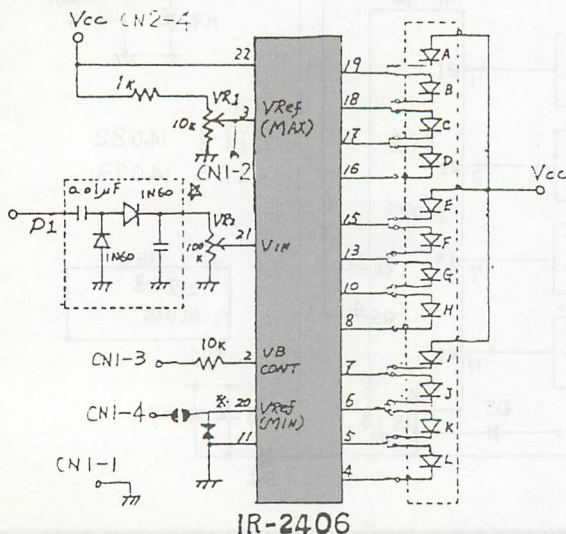 Vcc CN2-4
22
1K
VR1
10K
3
VRef
(MAX)
CN1-2
0.01μF
1N60
D1
1N60
VR2
100
K
21
VIN
CN1-3
10K
2
VB
CONT
CN1-4
20
VRef
(MIN)
11
CN1-1
19
18
17
16
15
13
10
8
7
6
5
4
A
B
C
D
E
F
G
H
I
J
K
L
Vcc
IR-2406